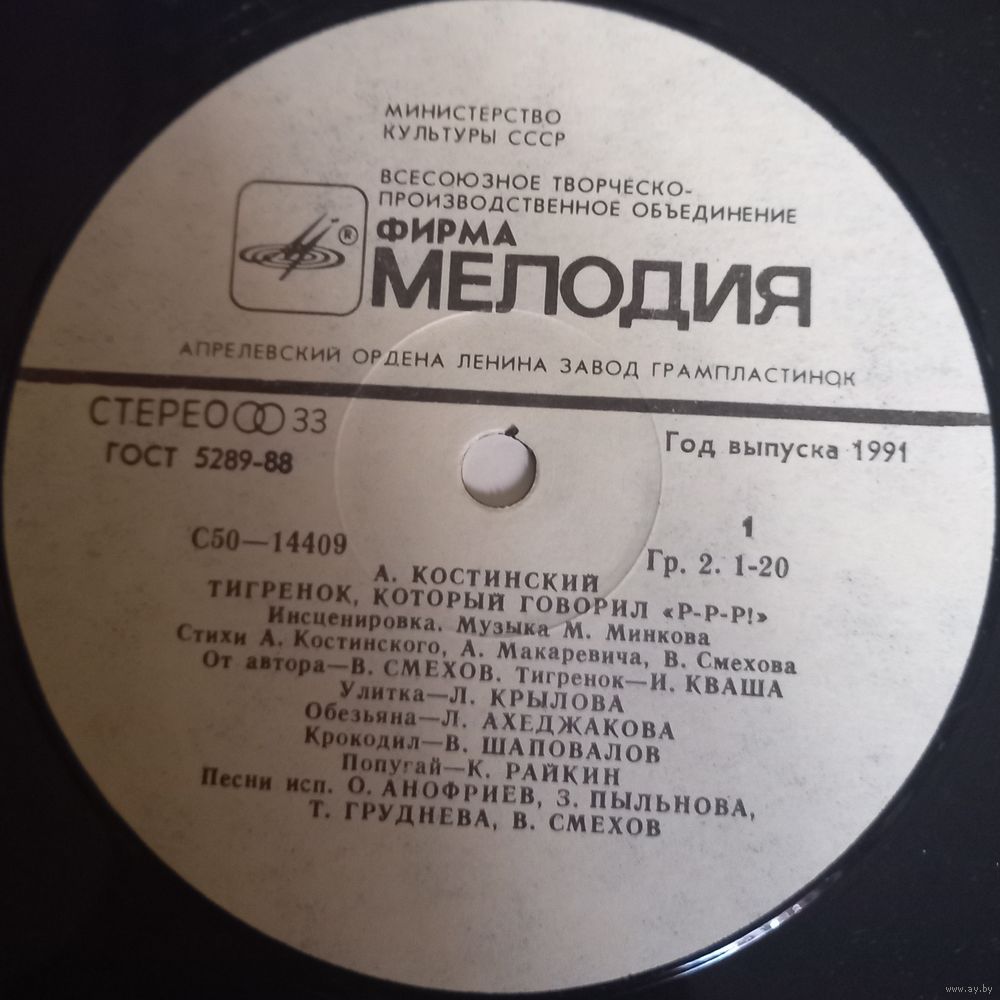 МИНИСТЕРСТВО
КУЛЬТУРЫ СССР
ВСЕСОЮЗНОЕ ТВОРЧЕСКО-
ПРОИЗВОДСТВЕННОЕ ОБЪЕДИНЕНИЕ
ФИРМА
®
МЕЛОДИЯ
АПРЕЛЕВСКИЙ ОРДЕНА ЛЕНИНА ЗАВОД ГРАМПЛАСТИНОК
СТЕРЕО 33
ГОСТ 5289-88
Год выпуска 1991
1
С50—14409
Гр. 2. 1-20
А. КОСТИНСКИЙ
ТИГРЕНОК, КОТОРЫЙ ГОВОРИЛ «Р-Р-Р!»
Инсценировка. Музыка М. Минкова
Стихи А. Костинского, А. Макаревича, В. Смехова
От автора—В. СМЕХОВ. Тигренок—И. КВАША
Улитка—Л. КРЫЛОВА
Обезьяна—Л. АХЕДЖАКОВА
Крокодил—В. ШАПОВАЛОВ
Попугай—К. РАЙКИН
Песни исп. О. АНОФРИЕВ, З. ПЫЛЬНОВА,
Т. ГРУДНЕВА, В. СМЕХОВ
www.ay.by